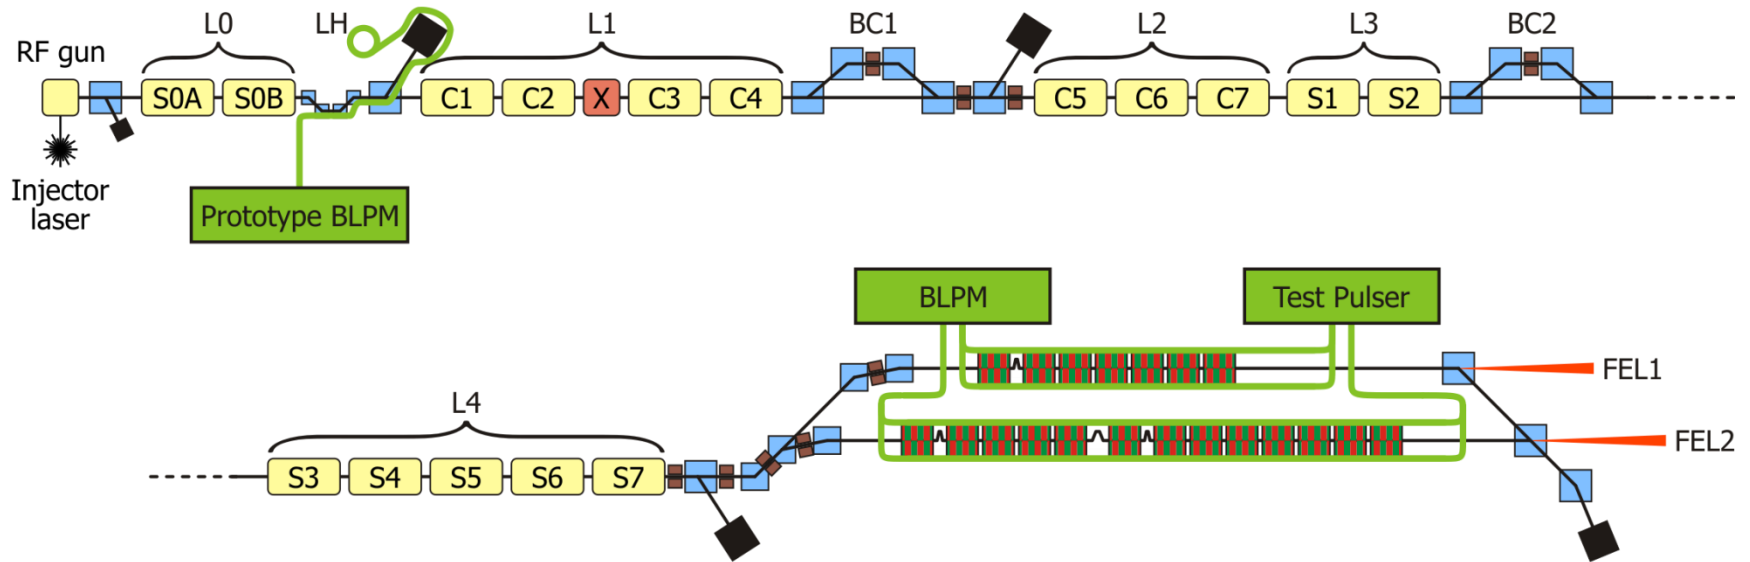 L0
LH
L1
BC1
L2
L3
BC2
RF gun
S0A
S0B
C1
C2
X
C3
C4
C5
C6
C7
S1
S2
Injector
laser
Prototype BLPM
BLPM
Test Pulser
FEL1
L4
FEL2
S3
S4
S5
S6
S7